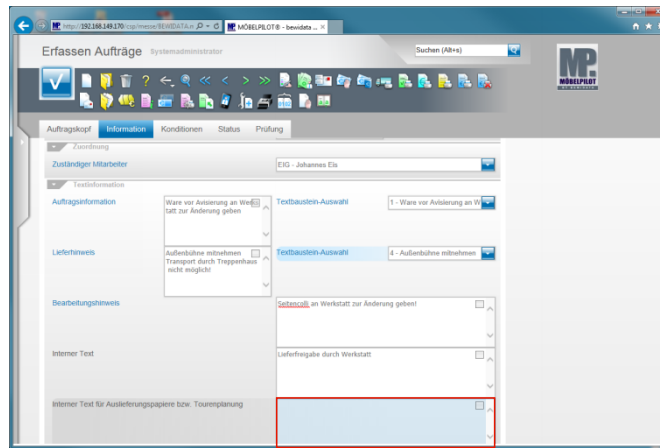 http://192.168.149.170/csp/messe/BEWIDATA.n
MÖBELPILOT® - bewidata ...
Erfassen Aufträge Systemadministrator
Suchen (Alt+s)
MP.
MÖBELPILOT
Auftragskopf Information Konditionen Status Prüfung
Zuordnung
Zuständiger Mitarbeiter
EIG - Johannes Eis
Textinformation
Auftragsinformation
Ware vor Avisierung an Werks
tatt zur Änderung geben
Textbaustein-Auswahl
1 - Ware vor Avisierung an W
Lieferhinweis
Außenbühne mitnehmen
Transport durch Treppenhaus
nicht möglich!
Textbaustein-Auswahl
4 - Außenbühne mitnehmen
Bearbeitungshinweis
Seitencolli an Werkstatt zur Änderung geben!
Interner Text
Lieferfreigabe durch Werkstatt
Interner Text für Auslieferungspapiere bzw. Tourenplanung